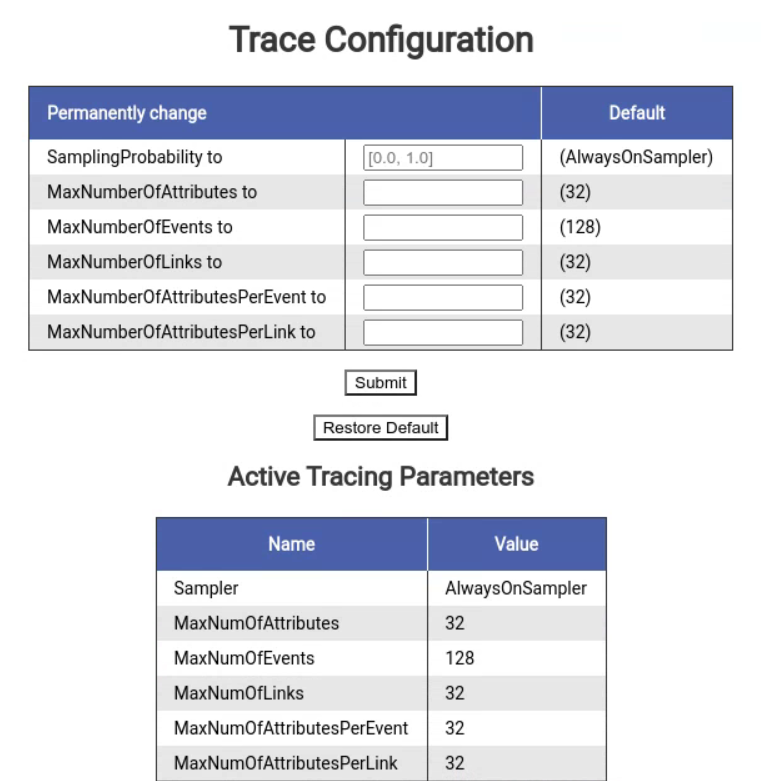 Trace Configuration
Permanently change Default
SamplingProbability to [0.0, 1.0] (AlwaysOnSampler)
MaxNumberOfAttributes to (32)
MaxNumberOfEvents to (128)
MaxNumberOfLinks to (32)
MaxNumberOfAttributesPerEvent to (32)
MaxNumberOfAttributesPerLink to (32)
Submit
Restore Default
Active Tracing Parameters
Name Value
Sampler AlwaysOnSampler
MaxNumOfAttributes 32
MaxNumOfEvents 128
MaxNumOfLinks 32
MaxNumOfAttributesPerEvent 32
MaxNumOfAttributesPerLink 32